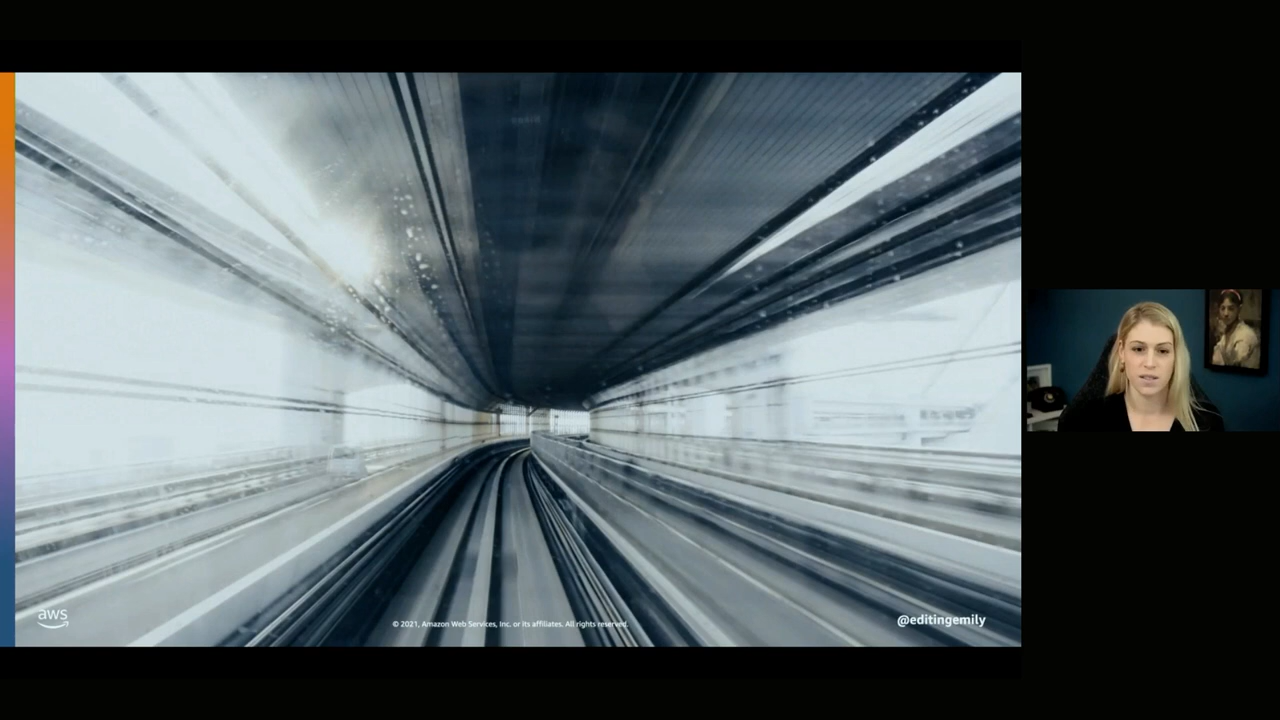 aws
© 2021, Amazon Web Services, Inc. or its affiliates. All rights reserved.
@editingemily